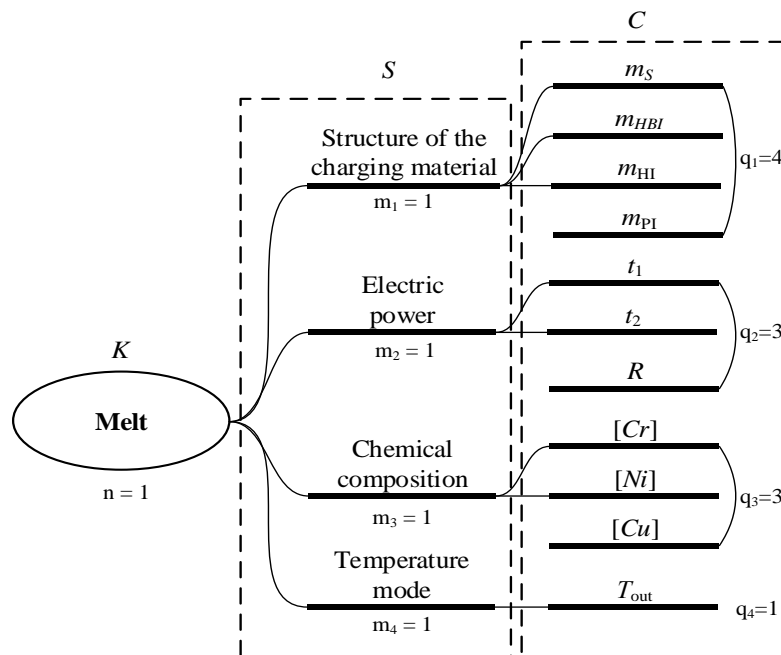 C
S
m_S
Structure of the
charging material
m₁ = 1
m_HBI
m_HI
m_PI
q₁=4
Electric
power
m₂ = 1
t₁
t₂
R
q₂=3
K
Melt
n = 1
Chemical
composition
m₃ = 1
[Cr]
[Ni]
[Cu]
q₃=3
Temperature
mode
m₄ = 1
T_out
q₄=1